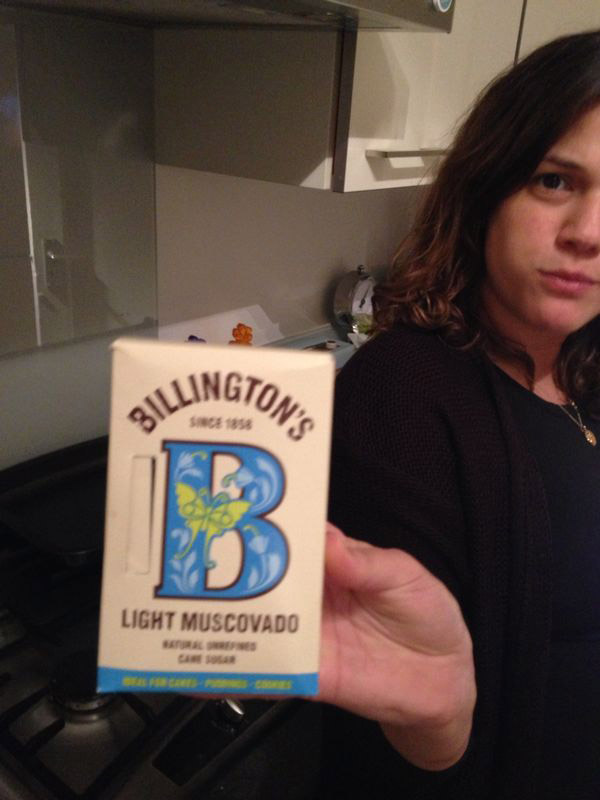 BILLINGTON'S
SINCE 1858
B
LIGHT MUSCOVADO
NATURAL UNREFINED
CANE SUGAR
IDEAL FOR CAKES · PUDDINGS · COOKIES